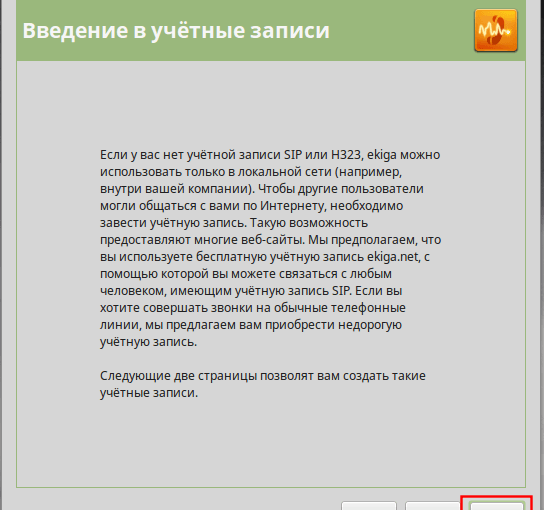 Введение в учётные записи
Если у вас нет учётной записи SIP или H323, ekiga можно
использовать только в локальной сети (например,
внутри вашей компании). Чтобы другие пользователи
могли общаться с вами по Интернету, необходимо
завести учётную запись. Такую возможность
предоставляют многие веб-сайты. Мы предполагаем, что
вы используете бесплатную учётную запись ekiga.net, с
помощью которой вы можете связаться с любым
человеком, имеющим учётную запись SIP. Если вы
хотите совершать звонки на обычные телефонные
линии, мы предлагаем вам приобрести недорогую
учётную запись.
Следующие две страницы позволят вам создать такие
учётные записи.